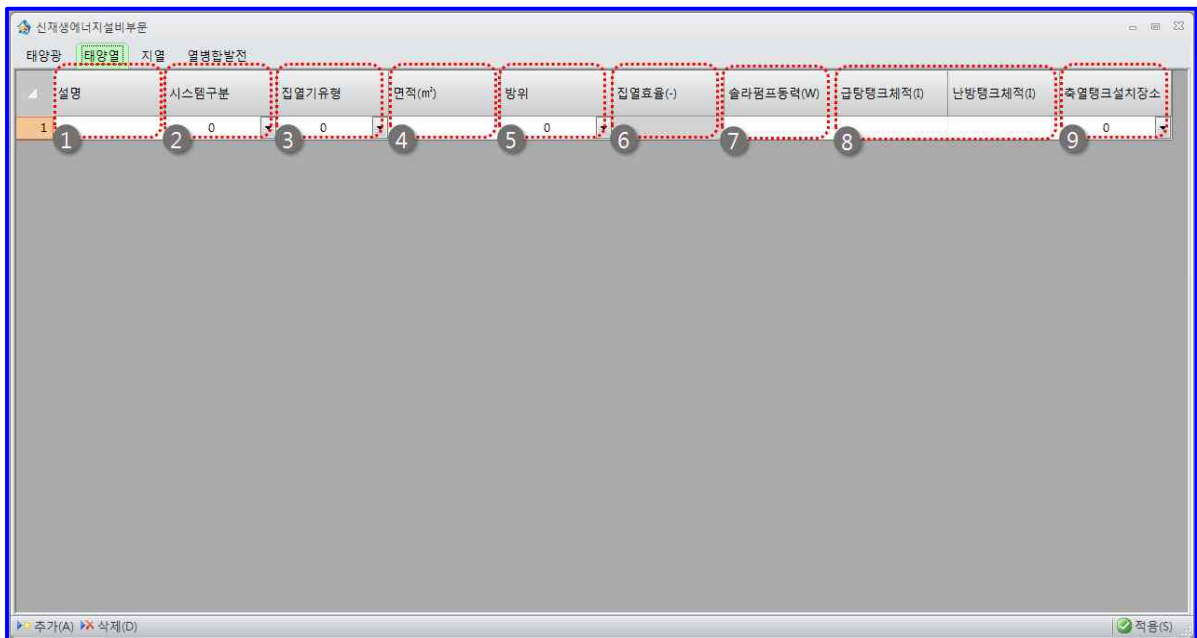 신재생에너지설비부문
태양광 태양열 지열 열병합발전
설명 시스템구분 집열기유형 면적(㎡) 방위 집열효율(-) 솔라펌프동력(W) 급탕탱크체적(l) 난방탱크체적(l) 축열탱크설치장소
1 0 0 0 0
1 2 3 4 5 6 7 8 9
추가(A) 삭제(D) 적용(S)